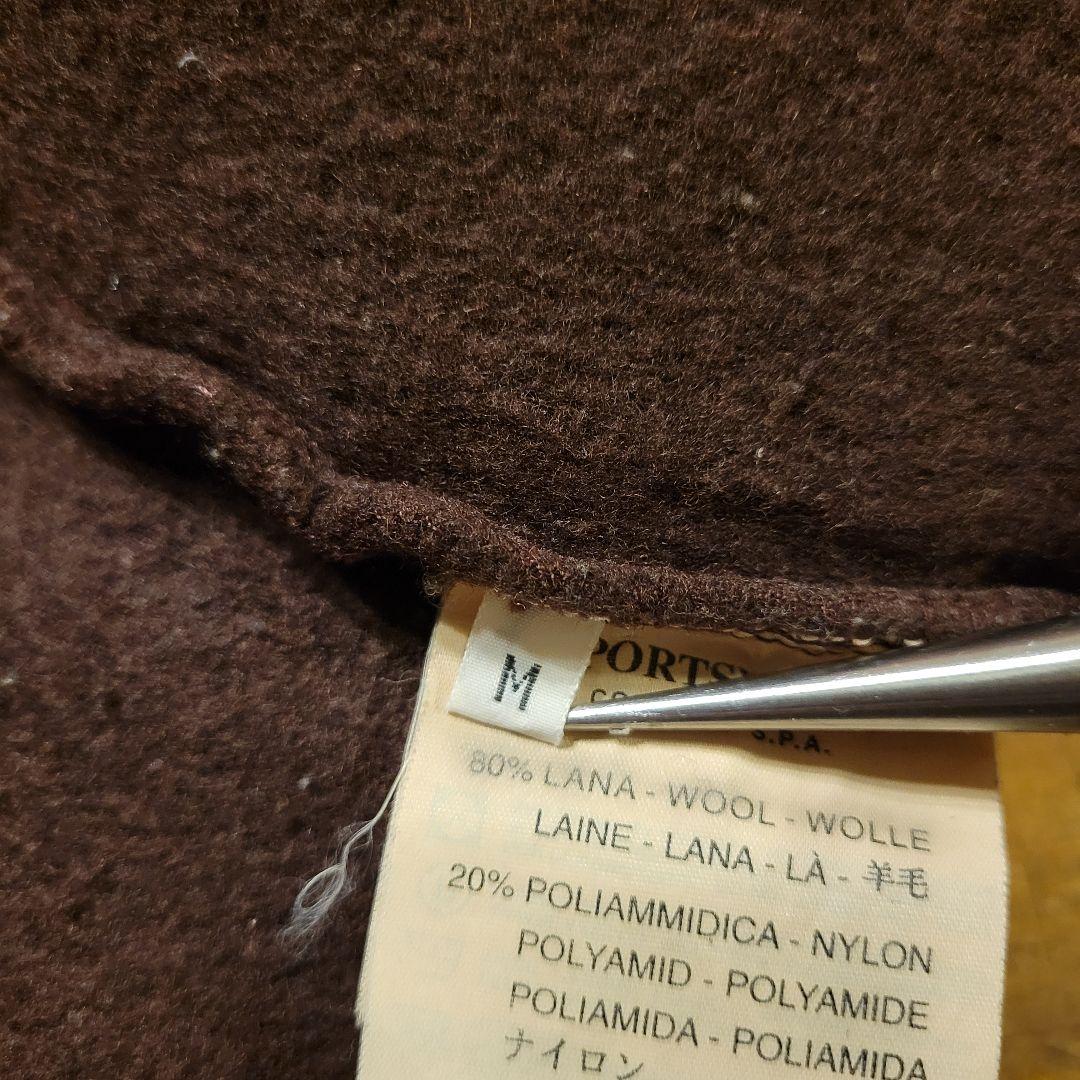 M
S.P.A.
80% LANA - WOOL - WOLLE
LAINE - LANA - LÀ - 羊毛
20% POLIAMMIDICA - NYLON
POLYAMID - POLYAMIDE
POLIAMIDA - POLIAMIDA
ナイロン